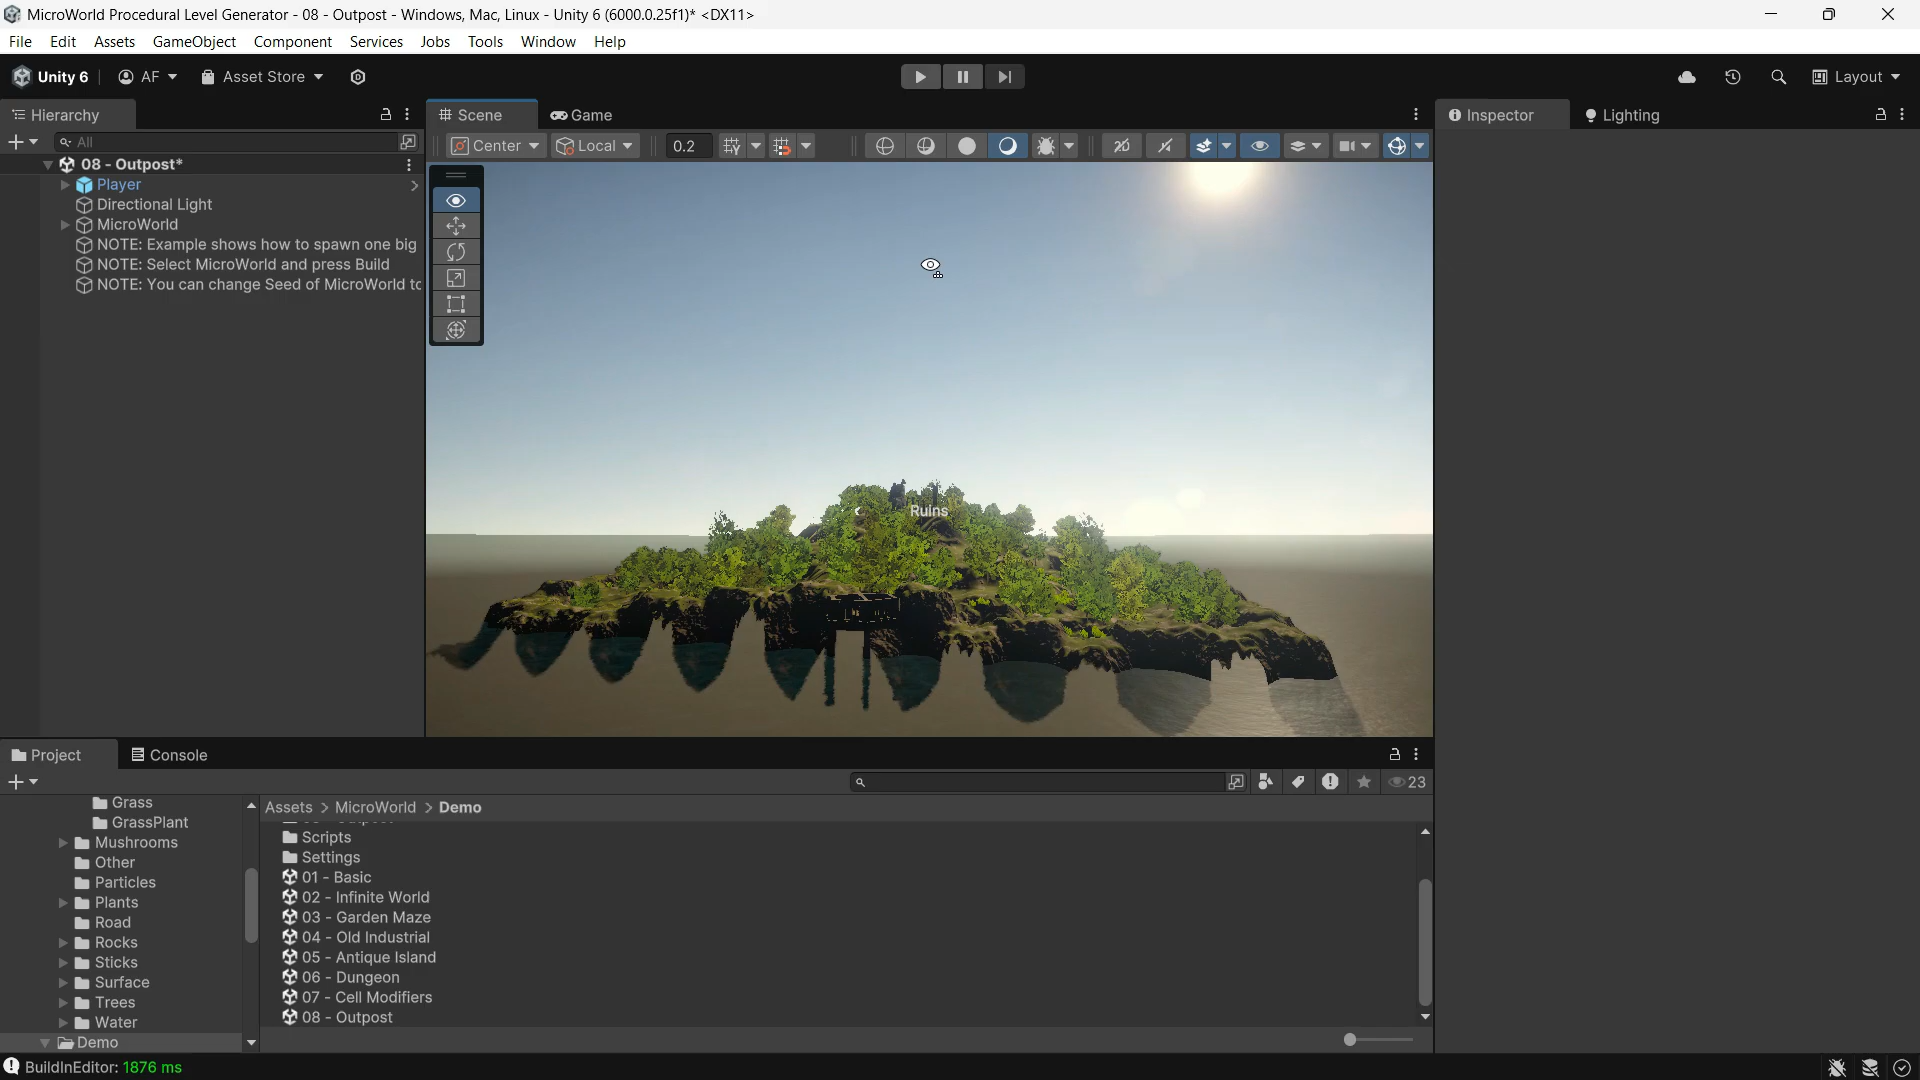 MicroWorld Procedural Level Generator - 08 - Outpost - Windows, Mac, Linux - Unity 6 (6000.0.25f1)* <DX11>
File Edit Assets GameObject Component Services Jobs Tools Window Help
Unity 6 AF Asset Store Layout
Hierarchy
Scene Game
Inspector Lighting
All
Center Local 0.2 2D
08 - Outpost*
Player
Directional Light
MicroWorld
NOTE: Example shows how to spawn one big
NOTE: Select MicroWorld and press Build
NOTE: You can change Seed of MicroWorld to
Ruins
Project Console
23
Grass
GrassPlant
Mushrooms
Other
Particles
Plants
Road
Rocks
Sticks
Surface
Trees
Water
Demo
Assets > MicroWorld > Demo
Scripts
Settings
01 - Basic
02 - Infinite World
03 - Garden Maze
04 - Old Industrial
05 - Antique Island
06 - Dungeon
07 - Cell Modifiers
08 - Outpost
BuildInEditor: 1876 ms